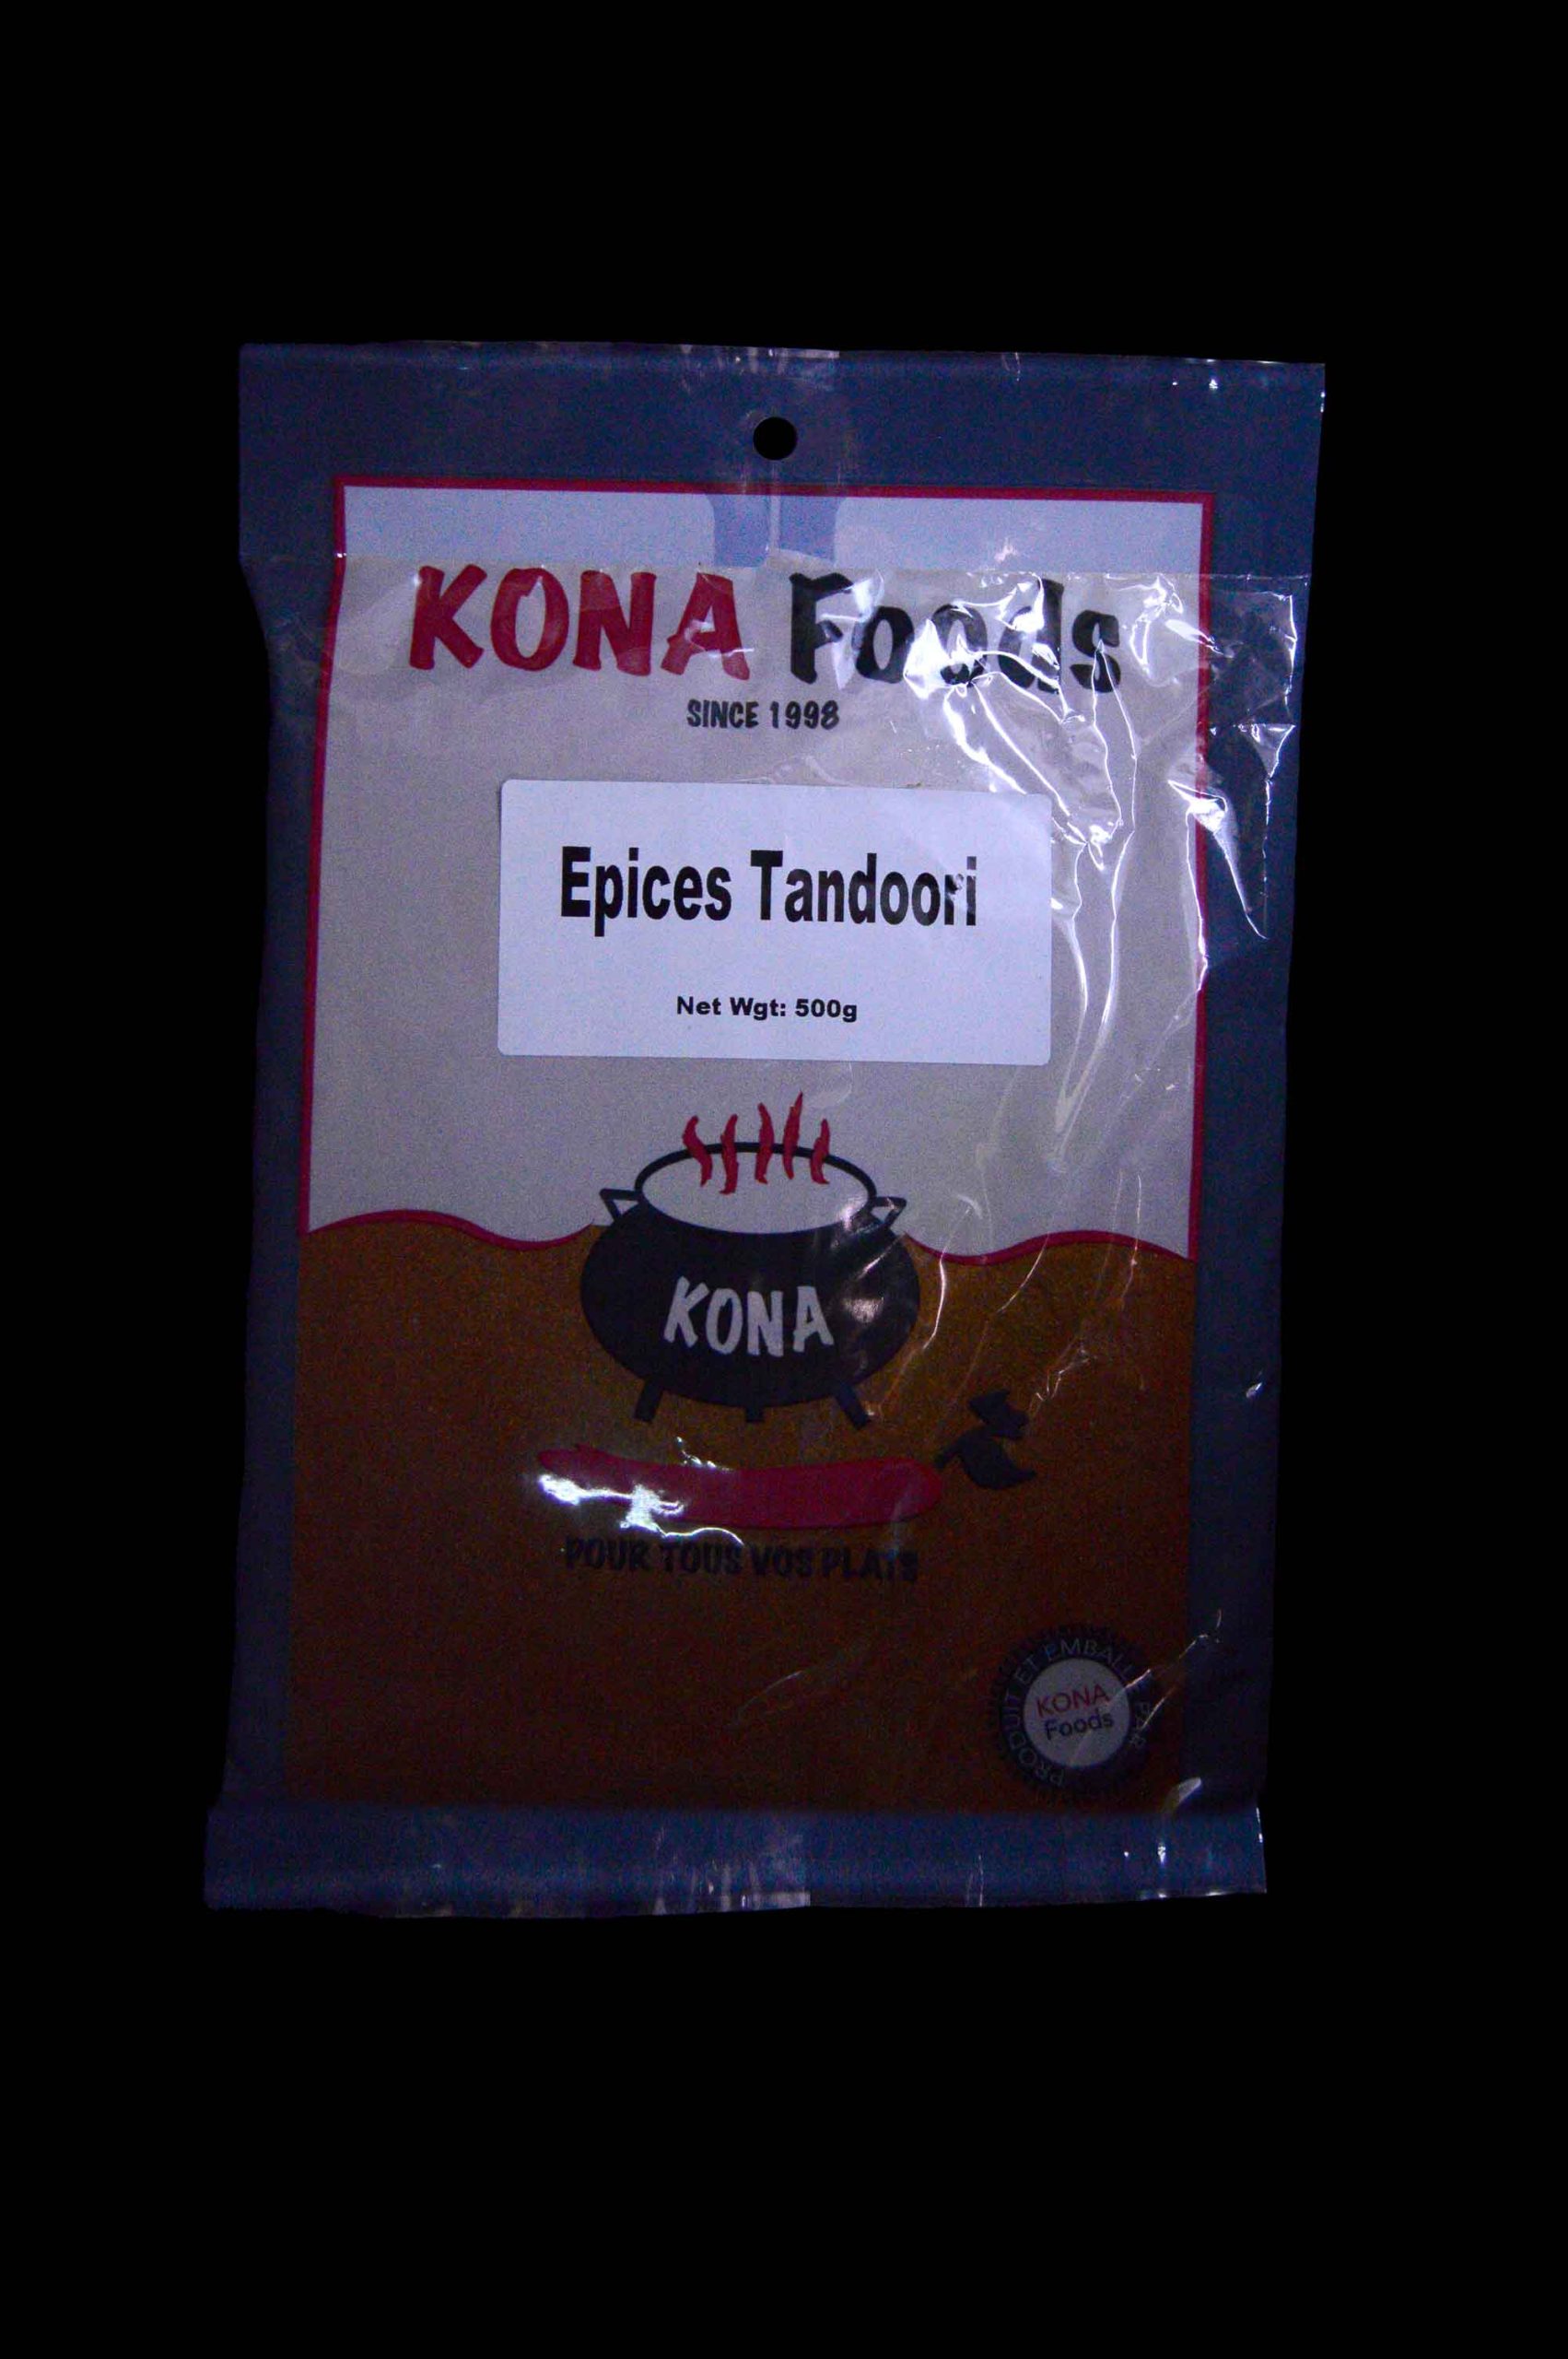 KONA Foods
SINCE 1998
Epices Tandoori
Net Wgt: 500g
KONA
POUR TOUS VOS PLATS
PRODUIT ET EMBALLÉ PAR
KONA
Foods